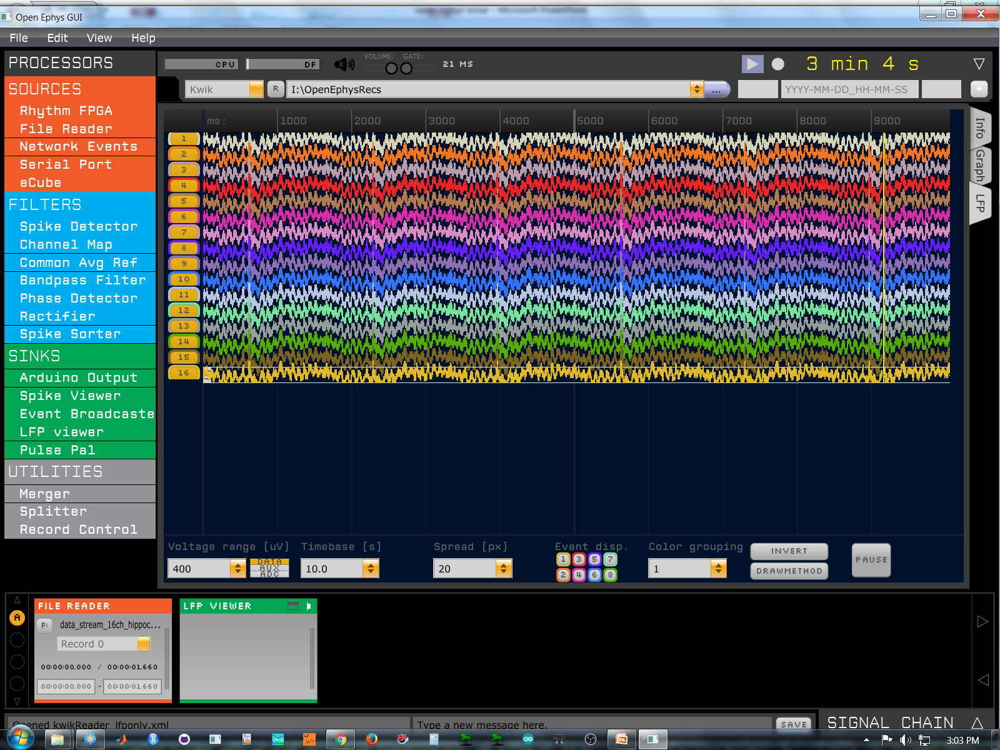 Open Ephys GUI
File Edit View Help
PROCESSORS
SOURCES
Rhythm FPGA
File Reader
Network Events
Serial Port
eCube
FILTERS
Spike Detector
Channel Map
Common Avg Ref
Bandpass Filter
Phase Detector
Rectifier
Spike Sorter
SINKS
Arduino Output
Spike Viewer
Event Broadcaste
LFP viewer
Pulse Pal
UTILITIES
Merger
Splitter
Record Control
CPU DF VOLUME: GATE: 21 MS 3 min 4 s
Kwik R I:\OpenEphysRecs ... YYYY-MM-DD_HH-MM-SS +
ms: 1000 2000 3000 4000 5000 6000 7000 8000 9000
1
2
3
4
5
6
7
8
9
10
11
12
13
14
15
16
Info
Graph
LFP
Voltage range (uV) Timebase (s) Spread (px) Event disp. Color grouping
400 DATA AUX ADC 10.0 20 1 3 5 7 2 4 6 8 1 INVERT DRAWMETHOD PAUSE
FILE READER
F: data_stream_16ch_hippoc...
Record 0
00:00:00.000 / 00:00:01.660
00:00:00.000 - 00:00:01.660
LFP VIEWER
A
Opened kwikReader_lfponly.xml Type a new message here. SAVE SIGNAL CHAIN
3:03 PM